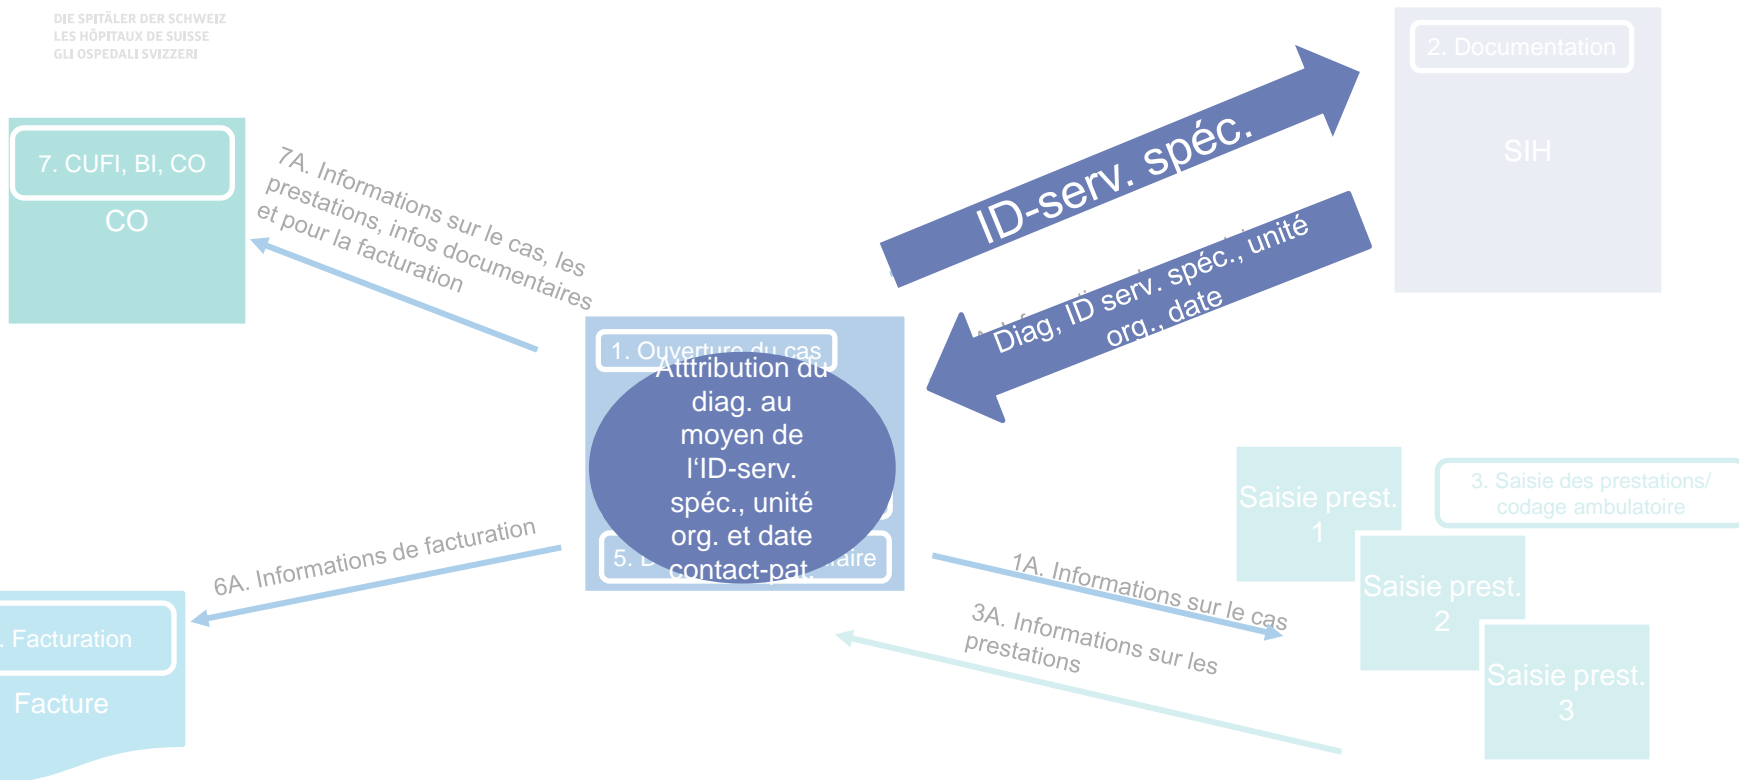 DIE SPITÄLER DER SCHWEIZ
LES HÔPITAUX DE SUISSE
GLI OSPEDALI SVIZZERI
2. Documentation
SIH
ID-serv. spéc.
Diag, ID serv. spéc., unité
org., date
7. CUFI, BI, CO
CO
7A. Informations sur le cas, les
prestations, infos documentaires
et pour la facturation
1. Ouverture du cas
Atttribution du
diag. au
moyen de
l‘ID-serv.
spéc., unité
org. et date
contact-pat.
5.
6A. Informations de facturation
. Facturation
Facture
1A. Informations sur le cas
3A. Informations sur les
prestations
Saisie prest.
1
3. Saisie des prestations/
codage ambulatoire
Saisie prest.
2
Saisie prest.
3